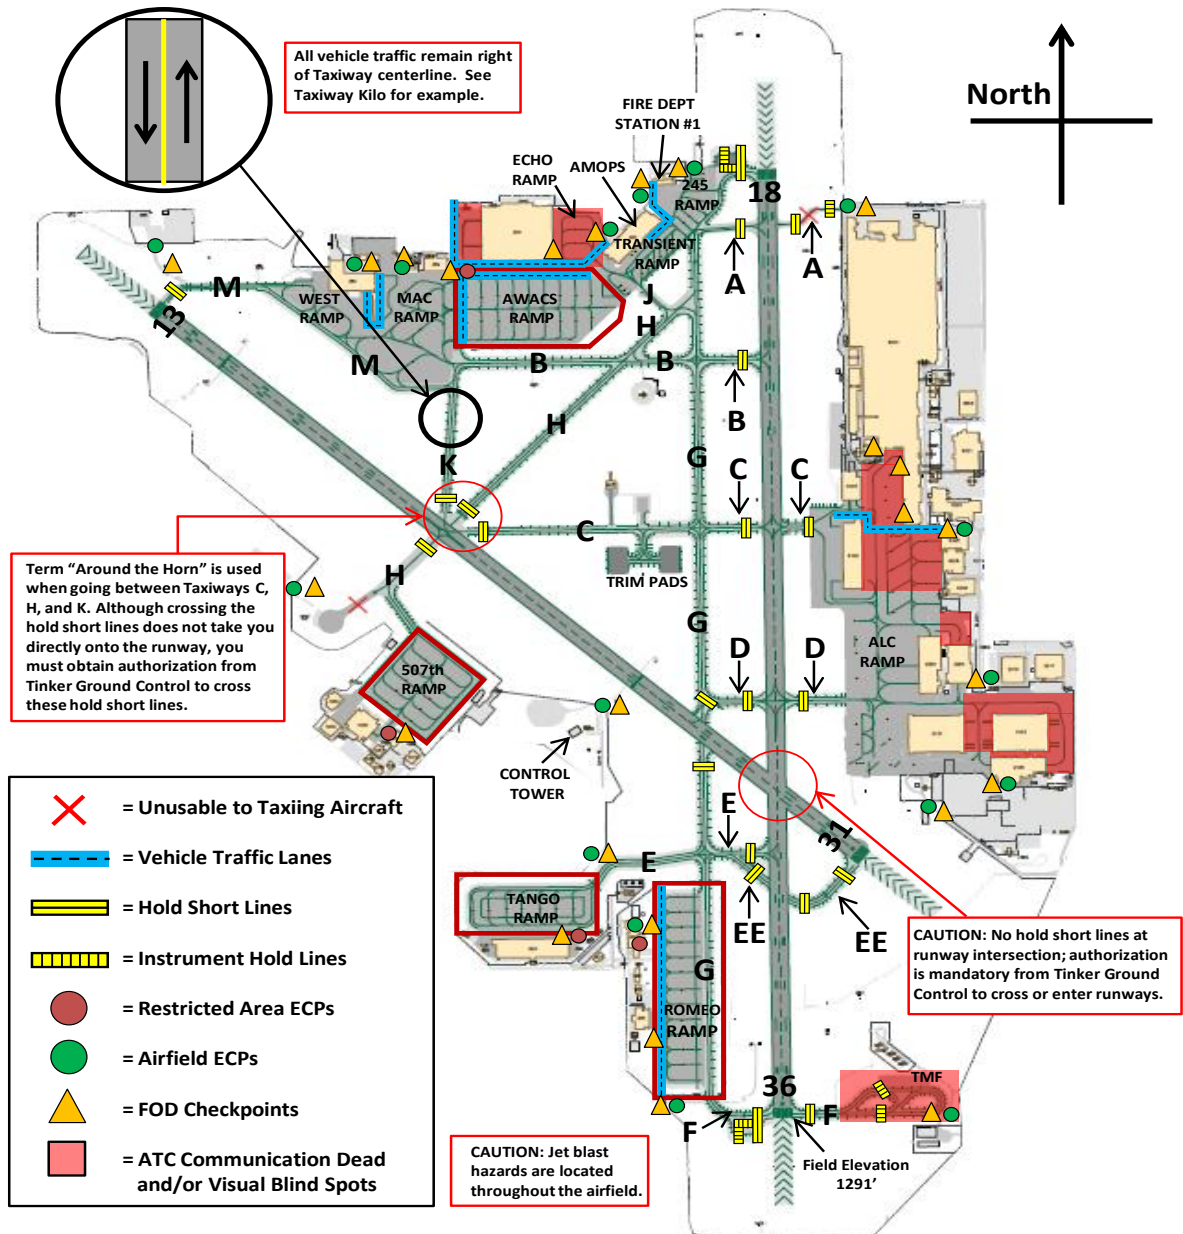 All vehicle traffic remain right
of Taxiway centerline.  See
Taxiway Kilo for example.
North
FIRE DEPT
STATION #1
ECHO
RAMP
AMOPS
245
RAMP
18
TRANSIENT
RAMP
A
A
M
13
WEST
RAMP
MAC
RAMP
AWACS
RAMP
J
H
M
B
B
B
H
K
G
C
C
C
TRIM PADS
Term “Around the Horn” is used
when going between Taxiways C,
H, and K. Although crossing the
hold short lines does not take you
directly onto the runway, you
must obtain authorization from
Tinker Ground Control to cross
these hold short lines.
H
G
D
D
ALC
RAMP
507th
RAMP
CONTROL
TOWER
E
31
E
TANGO
RAMP
EE
EE
G
ROMEO
RAMP
CAUTION: No hold short lines at
runway intersection; authorization
is mandatory from Tinker Ground
Control to cross or enter runways.
= Unusable to Taxiing Aircraft
= Vehicle Traffic Lanes
= Hold Short Lines
= Instrument Hold Lines
= Restricted Area ECPs
= Airfield ECPs
= FOD Checkpoints
= ATC Communication Dead
and/or Visual Blind Spots
36
TMF
F
F
CAUTION: Jet blast
hazards are located
throughout the airfield.
Field Elevation
1291’